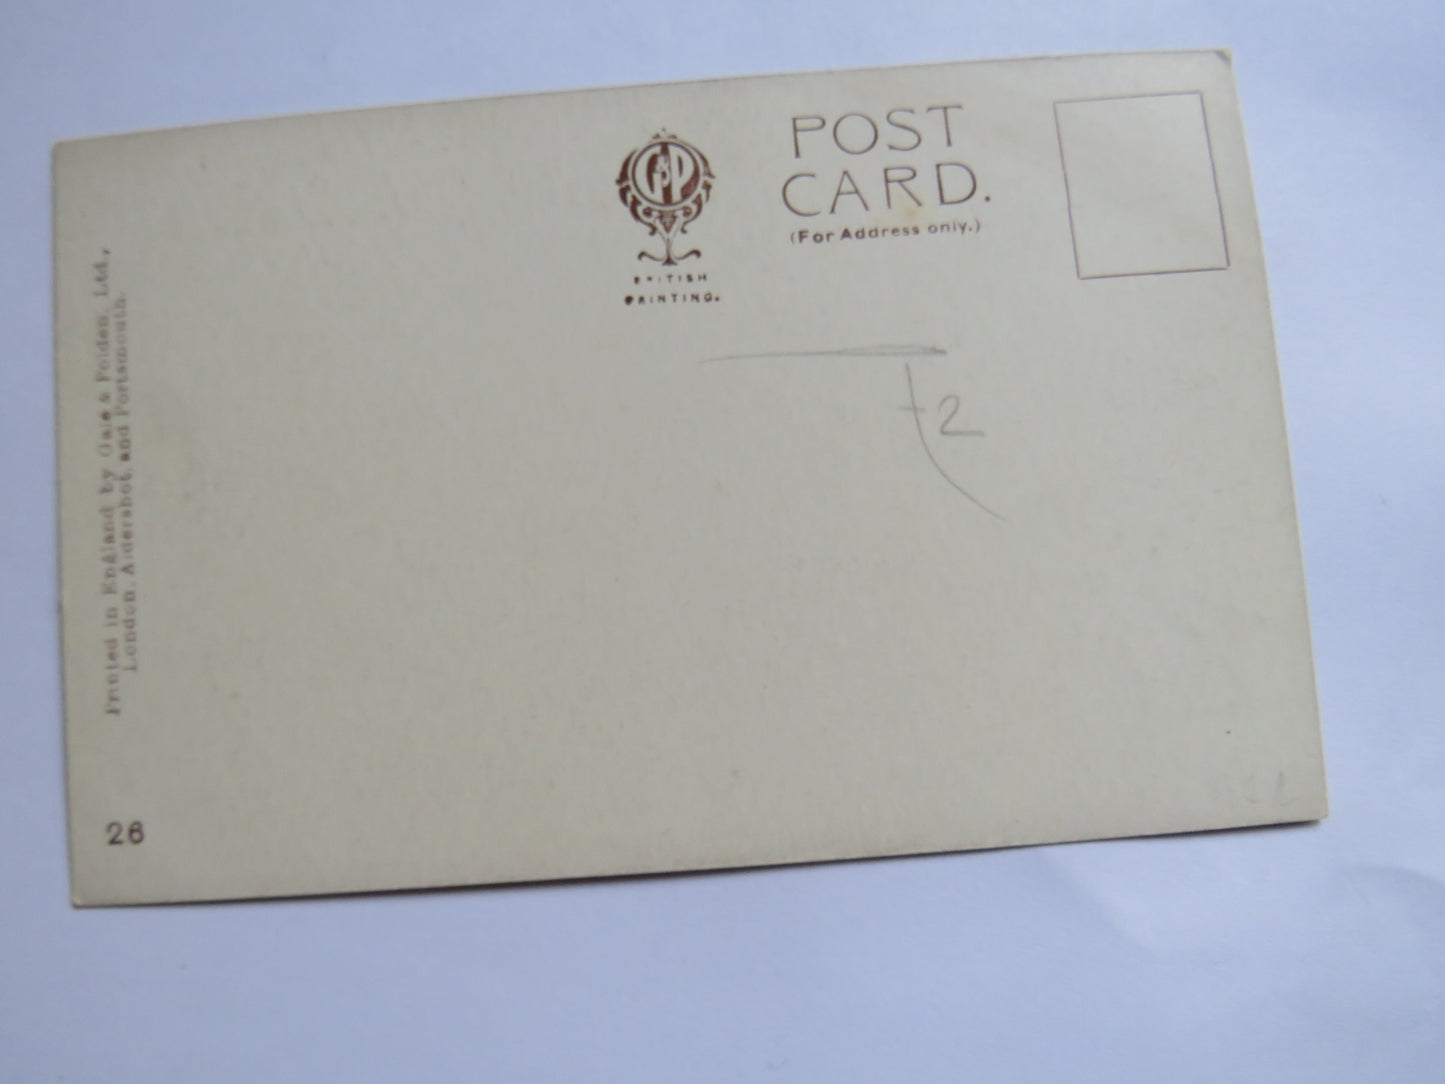 POST
CARD.
(For Address only.)
G&P
BRITISH
PRINTING.
Printed in England by Gale & Polden, Ltd.,
London, Aldershot, and Portsmouth.
26